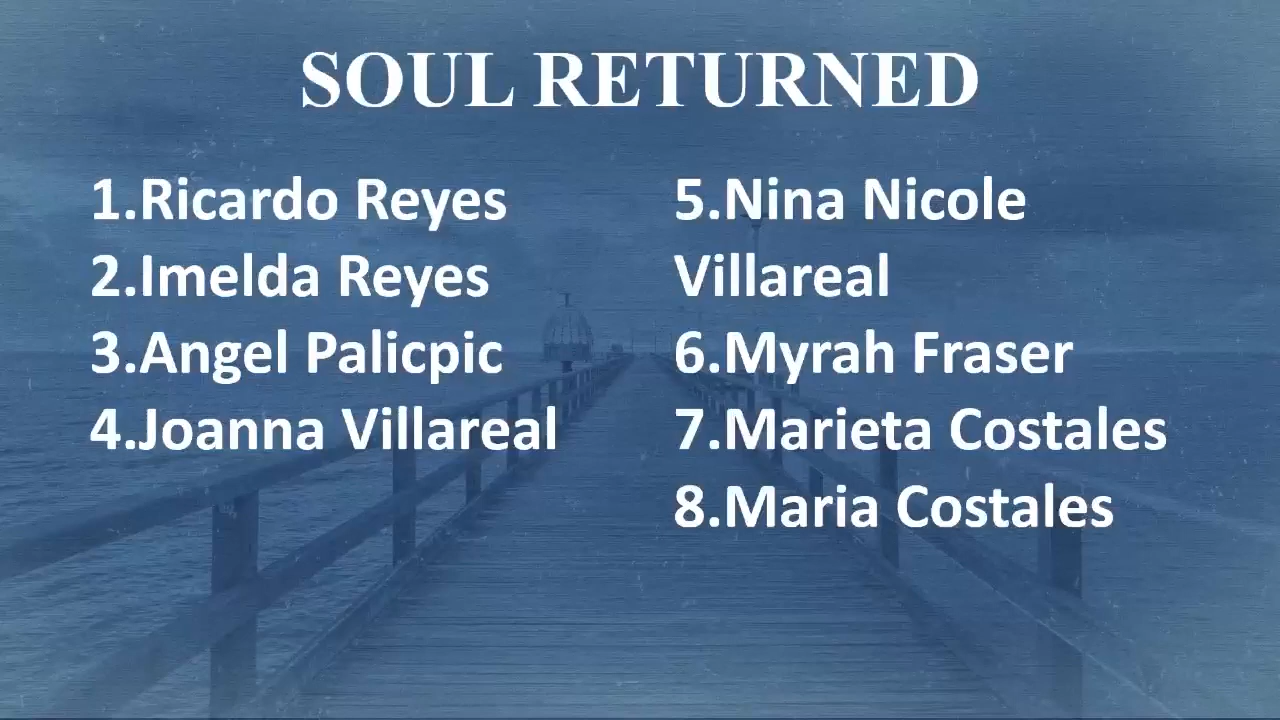 SOUL RETURNED
1.Ricardo Reyes
2.Imelda Reyes
3.Angel Palicpic
4.Joanna Villareal
5.Nina Nicole
Villareal
6.Myrah Fraser
7.Marieta Costales
8.Maria Costales